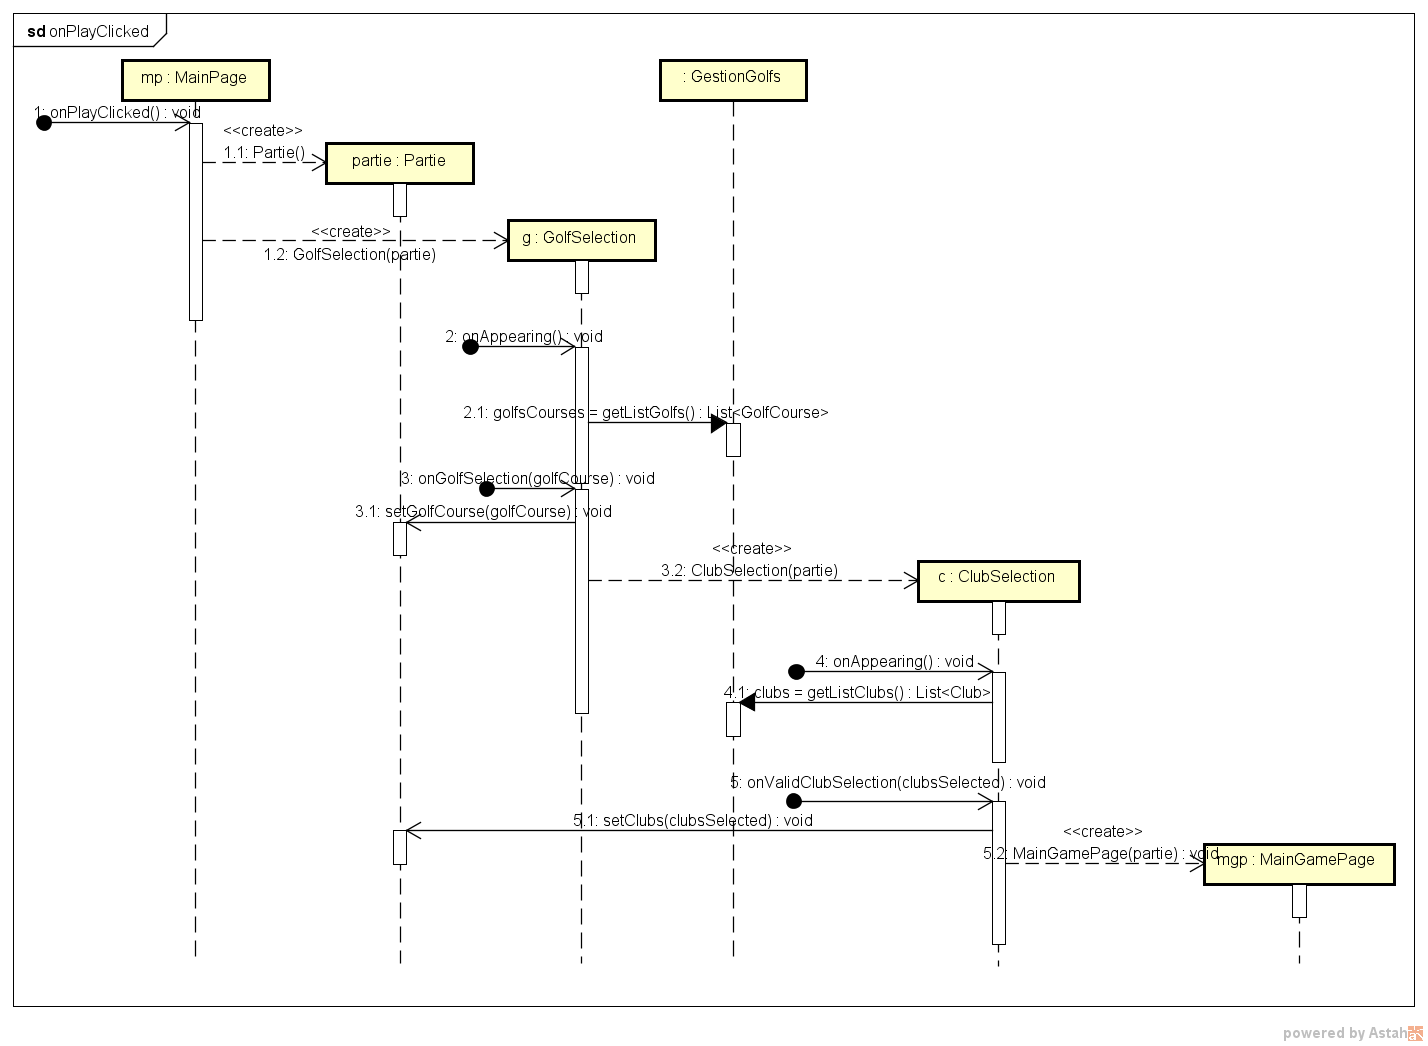 sd onPlayClicked
mp : MainPage
: GestionGolfs
1: onPlayClicked() : void
<<create>>
1.1: Partie()
partie : Partie
<<create>>
1.2: GolfSelection(partie)
g : GolfSelection
2: onAppearing() : void
2.1: golfsCourses = getListGolfs() : List<GolfCourse>
3: onGolfSelection(golfCourse) : void
3.1: setGolfCourse(golfCourse) : void
<<create>>
3.2: ClubSelection(partie)
c : ClubSelection
4: onAppearing() : void
4.1: clubs = getListClubs() : List<Club>
5: onValidClubSelection(clubsSelected) : void
5.1: setClubs(clubsSelected) : void
<<create>>
5.2: MainGamePage(partie) : void
mgp : MainGamePage
powered by Astah